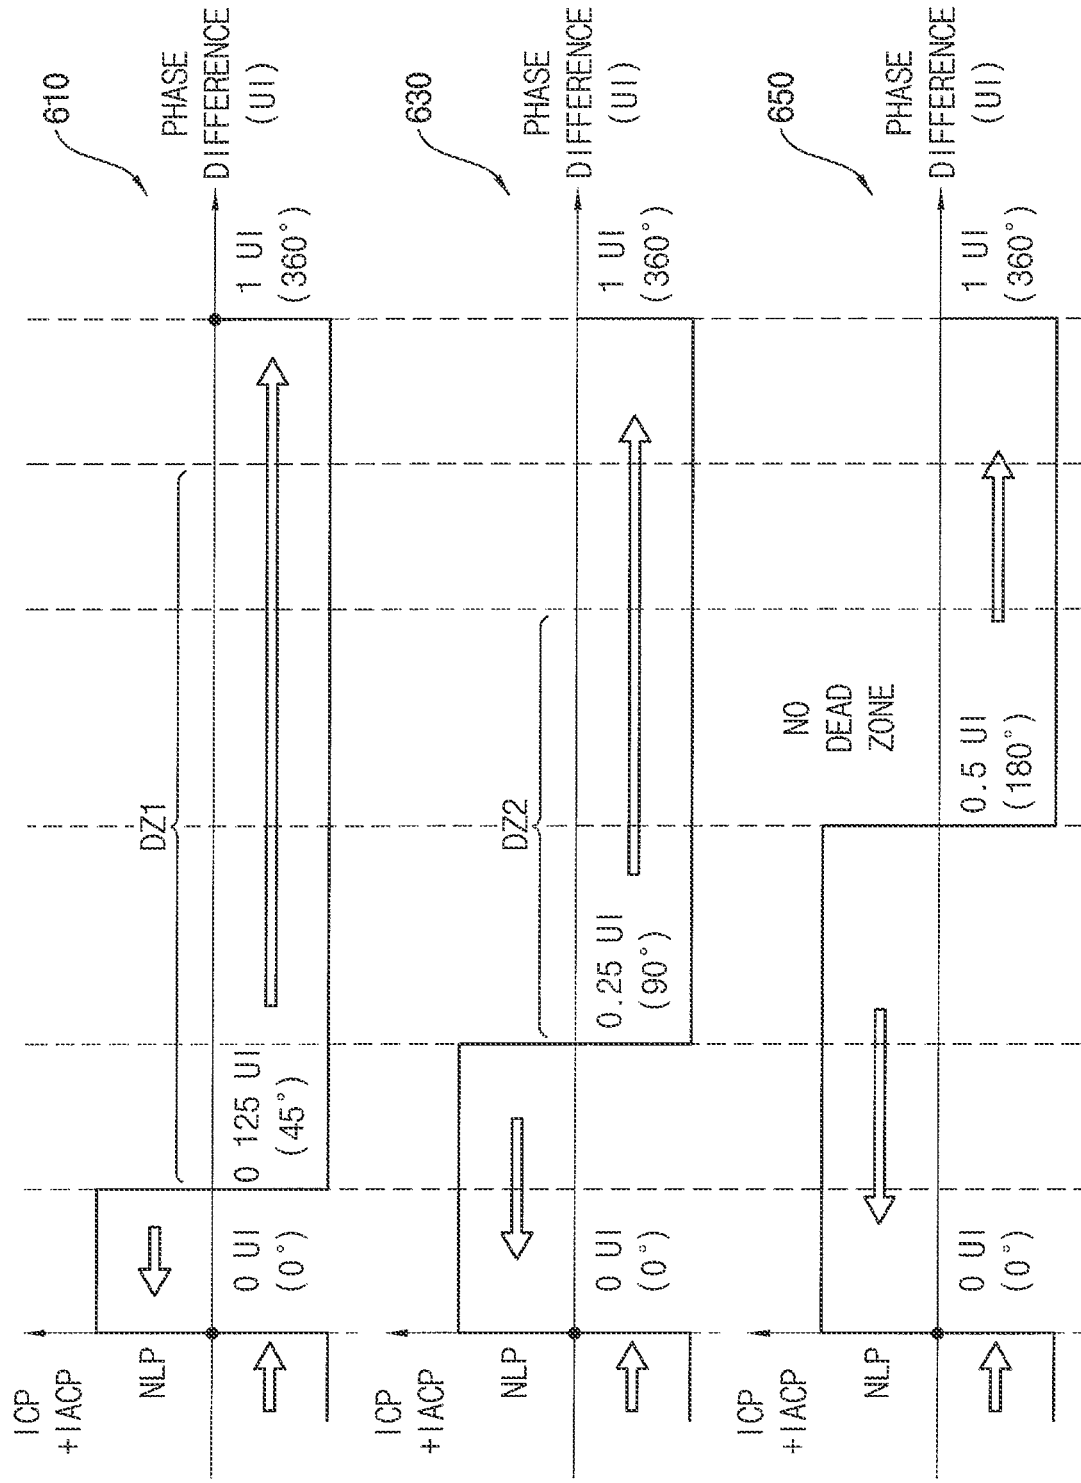 ICP
+IACP
NLP
0 UI
(0°)
0 125 UI
(45°)
DZ1
1 UI
(360°)
PHASE
DIFFERENCE
(UI)
610
ICP
+IACP
NLP
0 UI
(0°)
0.25 UI
(90°)
DZ2
1 UI
(360°)
PHASE
DIFFERENCE
(UI)
630
ICP
+IACP
NLP
0 UI
(0°)
0.5 UI
(180°)
NO
DEAD
ZONE
1 UI
(360°)
PHASE
DIFFERENCE
(UI)
650